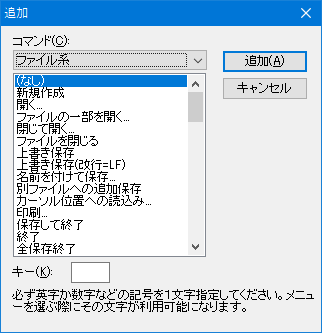 追加
コマンド(C):
ファイル系
追加(A)
キャンセル
(なし)
新規作成
開く...
ファイルの一部を開く...
閉じて開く...
ファイルを閉じる
上書き保存
上書き保存(改行=LF)
名前を付けて保存...
別ファイルへの追加保存
カーソル位置への読込み...
印刷...
保存して終了
終了
全保存終了
キー(K):
必ず英字か数字などの記号を1文字指定してください。メニュー
を選ぶ際にその文字が利用可能になります。